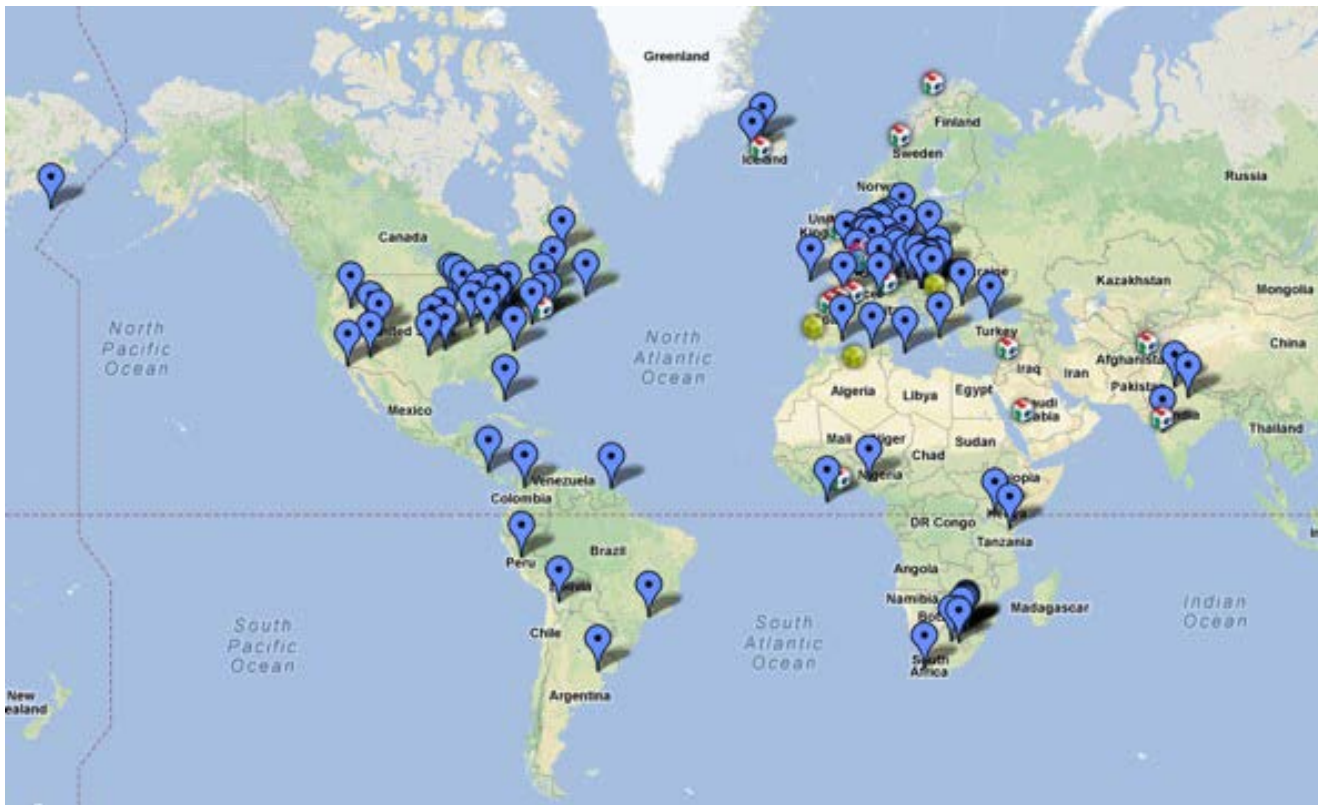 Greenland
Finland
Sweden
Iceland
Russia
Norw
Canada
Kazakhstan
Mongolia
North
Pacific
Ocean
North
Atlantic
Ocean
Turkey
China
Afghanista
Iraq
Iran
Pakistan
Algeria
Libya
Egypt
Mexico
Thailand
Mali
Niger
Sudan
Chad
Nigeria
Venezuela
Colombia
DR Congo
Tanzania
Peru
Brazil
Angola
Namibia
Madagascar
Indian
Ocean
South
Pacific
Ocean
South
Atlantic
Ocean
Chile
South
Africa
Argentina
New
ealand